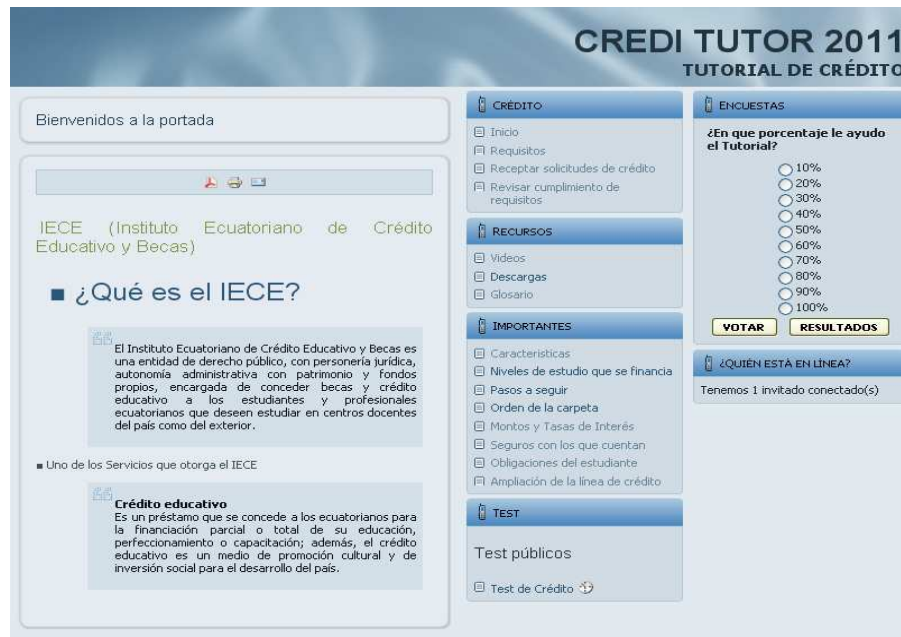 CREDI TUTOR 2011
TUTORIAL DE CRÉDITO
Bienvenidos a la portada
IECE (Instituto Ecuatoriano de Crédito
Educativo y Becas)
¿Qué es el IECE?
El Instituto Ecuatoriano de Crédito Educativo y Becas es
una entidad de derecho público, con personería jurídica,
autonomía administrativa con patrimonio y fondos
propios, encargada de conceder becas y crédito
educativo a los estudiantes y profesionales
ecuatorianos que deseen estudiar en centros docentes
del país como del exterior.
Uno de los Servicios que otorga el IECE
Crédito educativo
Es un préstamo que se concede a los ecuatorianos para
la financiación parcial o total de su educación,
perfeccionamiento o capacitación; además, el crédito
educativo es un medio de promoción cultural y de
inversión social para el desarrollo del país.
CRÉDITO
Inicio
Requisitos
Receptar solicitudes de crédito
Revisar cumplimiento de
requisitos
RECURSOS
Videos
Descargas
Glosario
IMPORTANTES
Caracteristicas
Niveles de estudio que se financia
Pasos a seguir
Orden de la carpeta
Montos y Tasas de Interés
Seguros con los que cuentan
Obligaciones del estudiante
Ampliación de la línea de crédito
TEST
Test públicos
Test de Crédito
ENCUESTAS
¿En que porcentaje le ayudo
el Tutorial?
10%
20%
30%
40%
50%
60%
70%
80%
90%
100%
VOTAR RESULTADOS
¿QUIÉN ESTÁ EN LÍNEA?
Tenemos 1 invitado conectado(s)